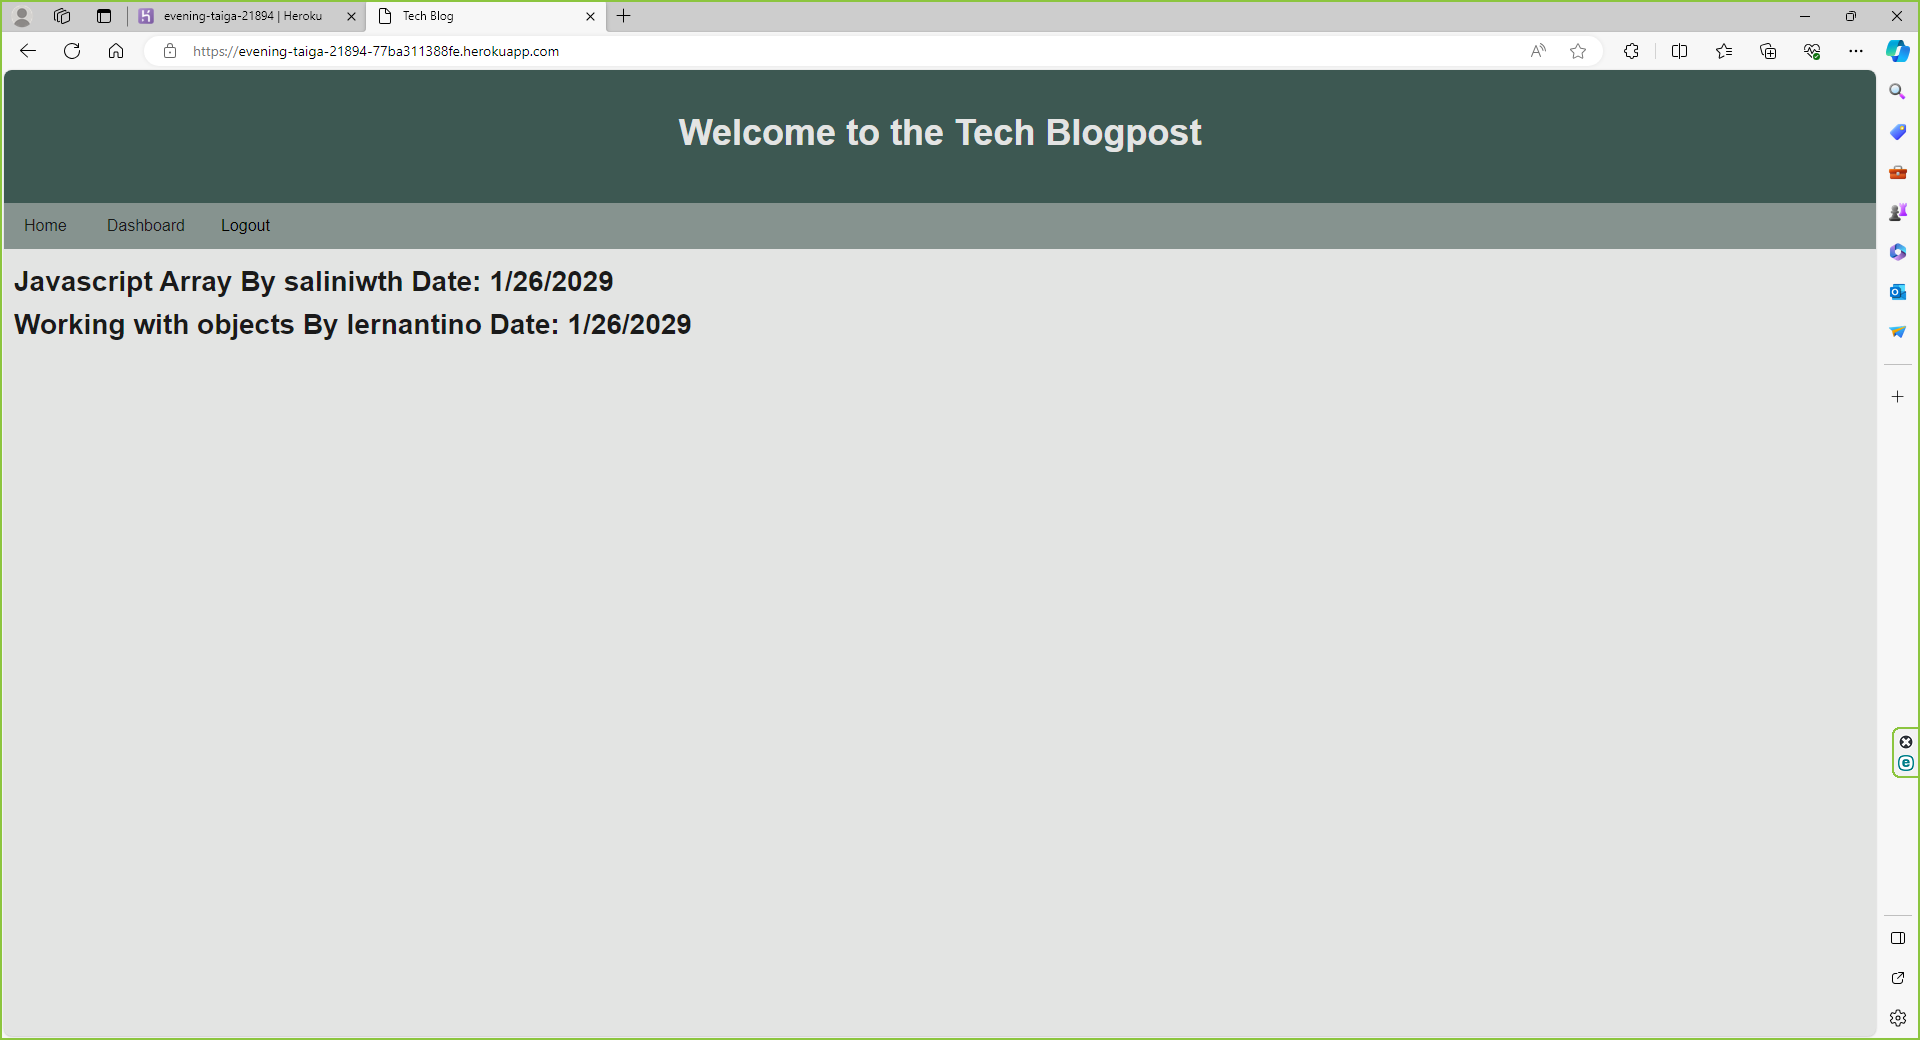 evening-taiga-21894 | Heroku
Tech Blog
https://evening-taiga-21894-77ba311388fe.herokuapp.com
Welcome to the Tech Blogpost
Home Dashboard Logout
Javascript Array By saliniwth Date: 1/26/2029
Working with objects By lernantino Date: 1/26/2029